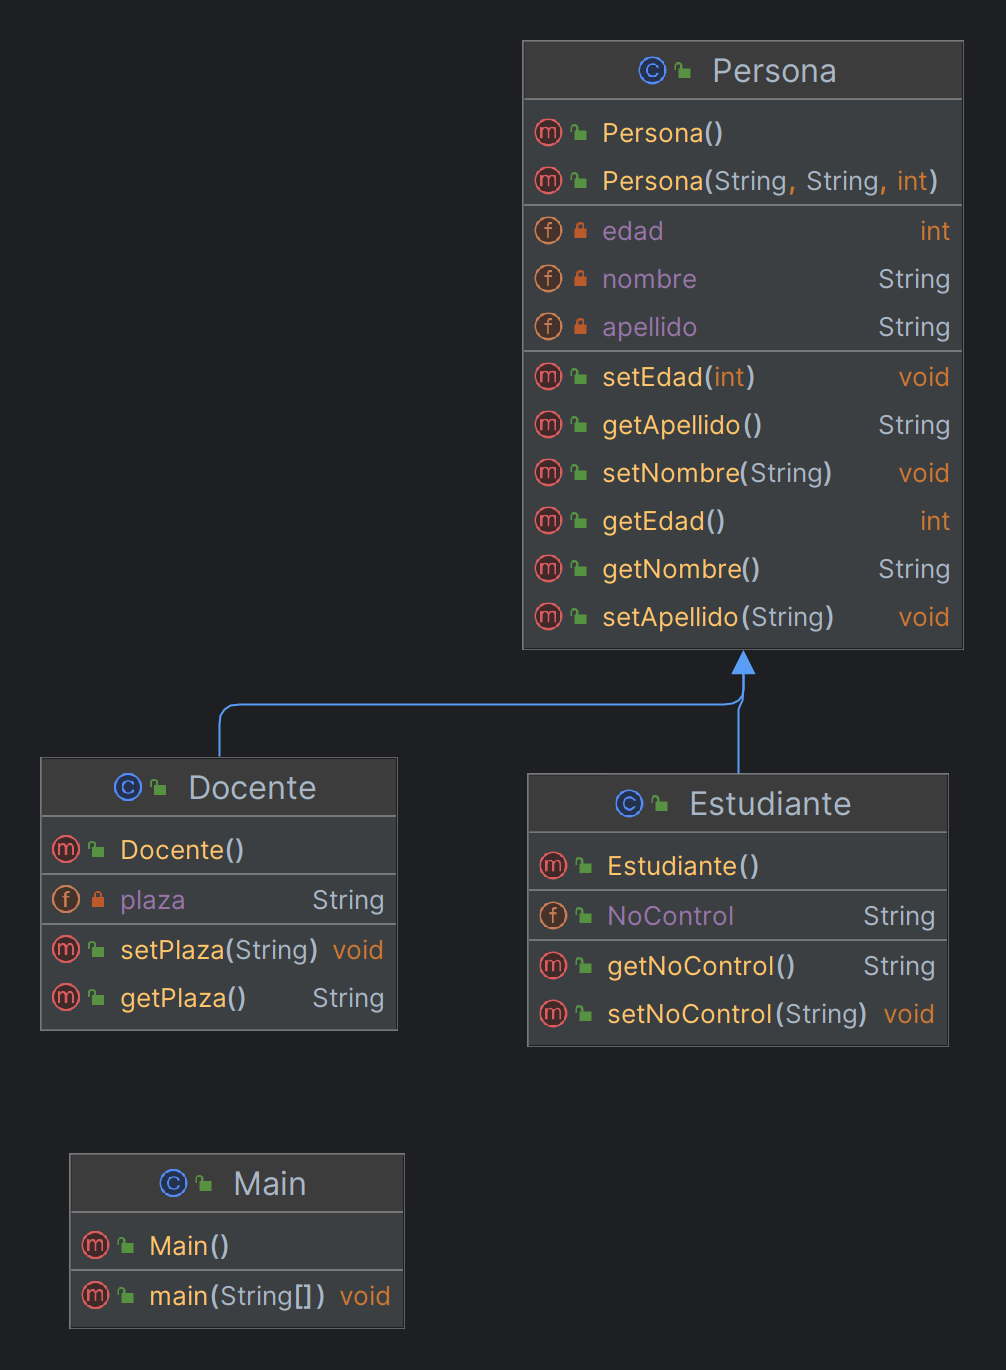 Persona
Persona()
Persona(String, String, int)
edad int
nombre String
apellido String
setEdad(int) void
getApellido() String
setNombre(String) void
getEdad() int
getNombre() String
setApellido(String) void
Docente
Docente()
plaza String
setPlaza(String) void
getPlaza() String
Estudiante
Estudiante()
NoControl String
getNoControl() String
setNoControl(String) void
Main
Main()
main(String[]) void